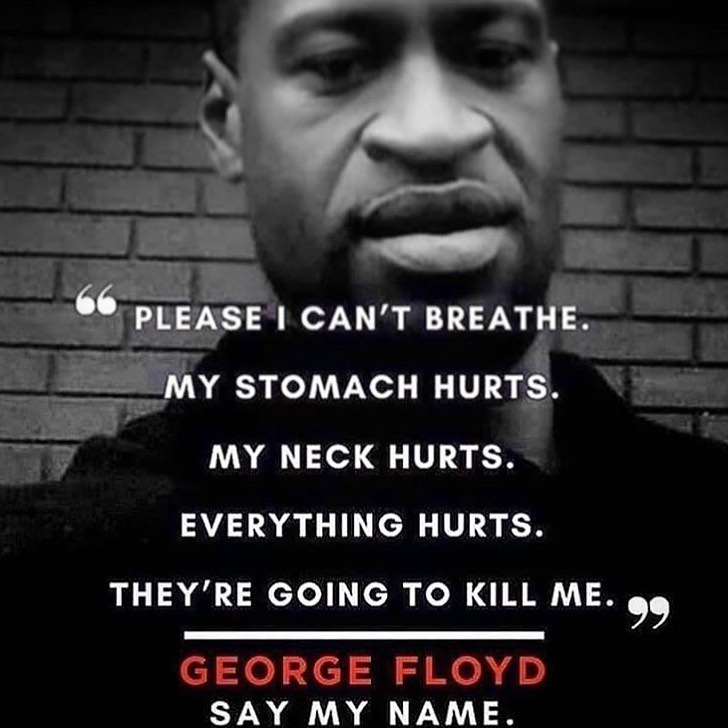 “ PLEASE I CAN’T BREATHE.
MY STOMACH HURTS.
MY NECK HURTS.
EVERYTHING HURTS.
THEY’RE GOING TO KILL ME. ”
GEORGE FLOYD
SAY MY NAME.